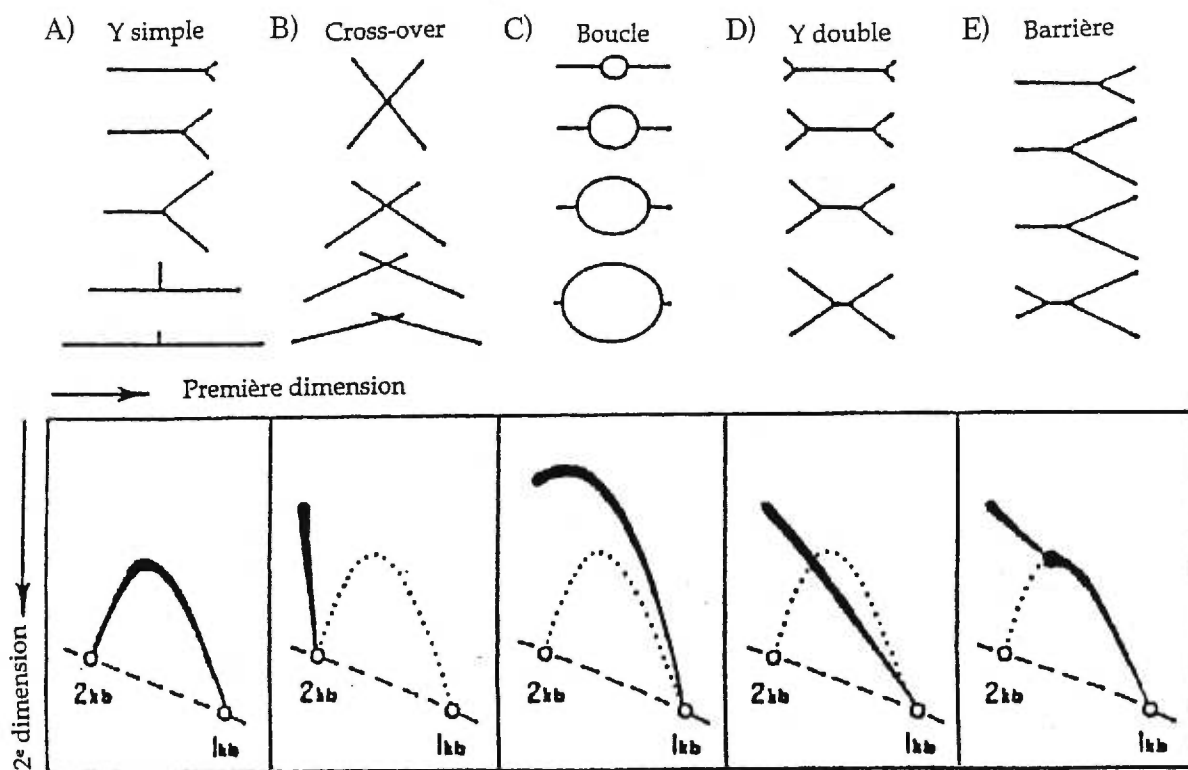 A) Y simple
B) Cross-over
C) Boucle
D) Y double
E) Barrière
Première dimension
2e dimension
2kb
1kb
2kb
1kb
2kb
1kb
2kb
1kb
2kb
1kb